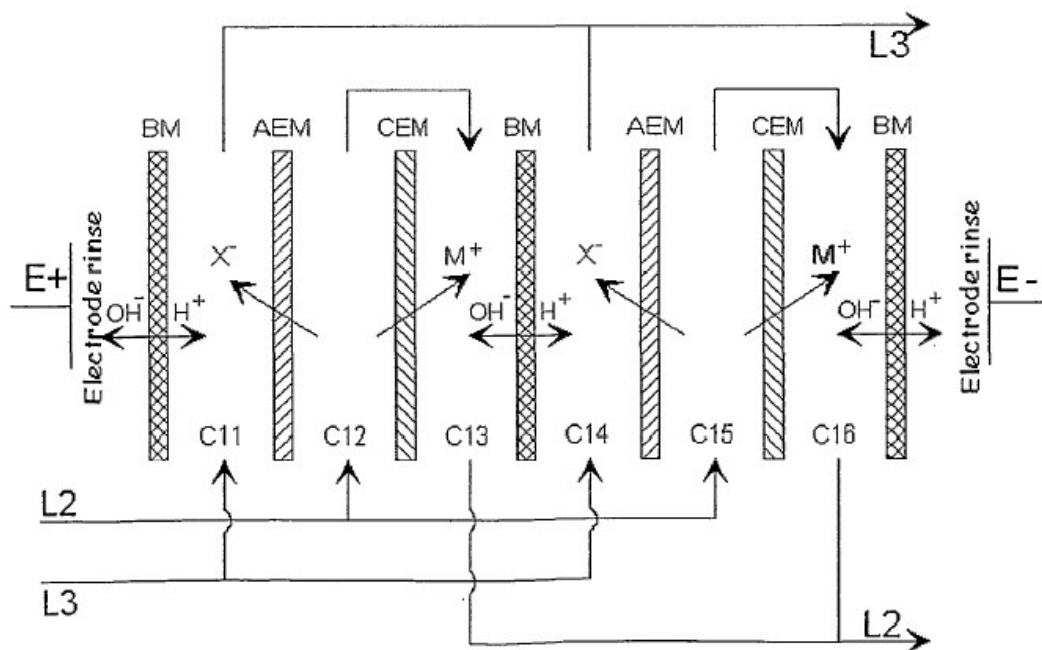 L3
BM AEM CEM BM AEM CEM BM
E+
Electrode rinse
X⁻ M⁺ X⁻ M⁺
OH⁻ H⁺ OH⁻ H⁺ OH⁻ H⁺
Electrode rinse
E-
C11 C12 C13 C14 C15 C16
L2
L3
L2